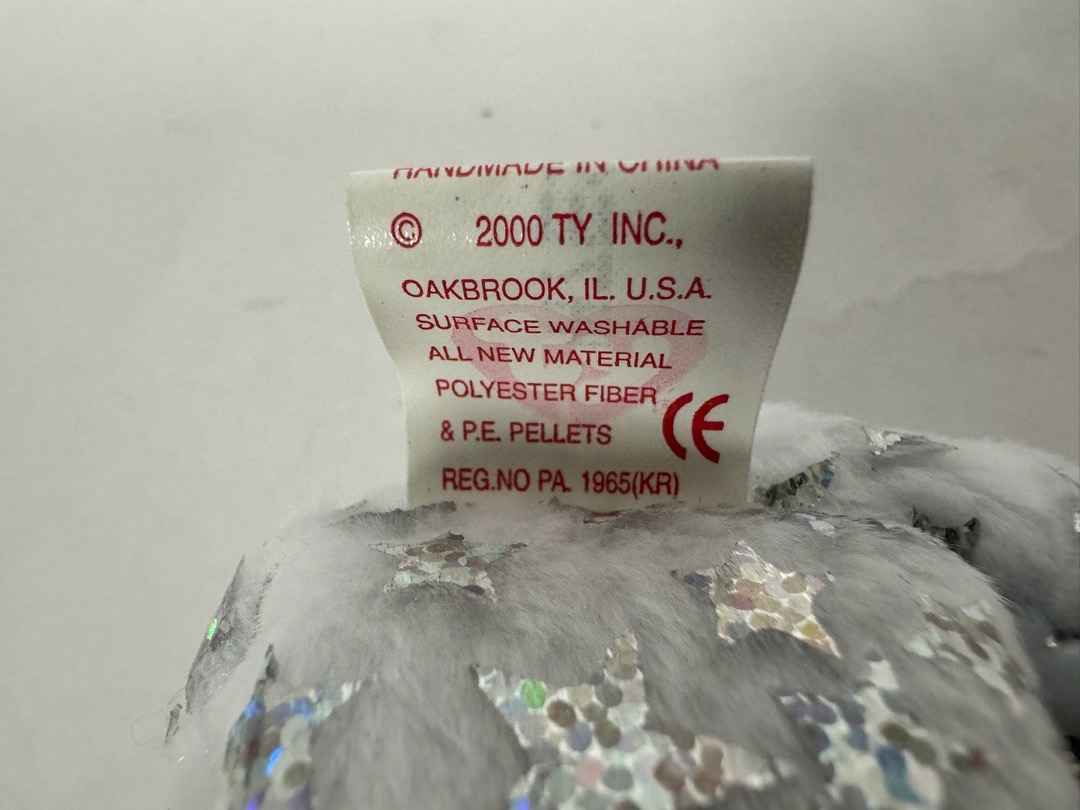 HANDMADE IN CHINA
© 2000 TY INC.,
OAKBROOK, IL. U.S.A.
SURFACE WASHABLE
ALL NEW MATERIAL
POLYESTER FIBER
& P.E. PELLETS
CE
REG.NO PA. 1965(KR)